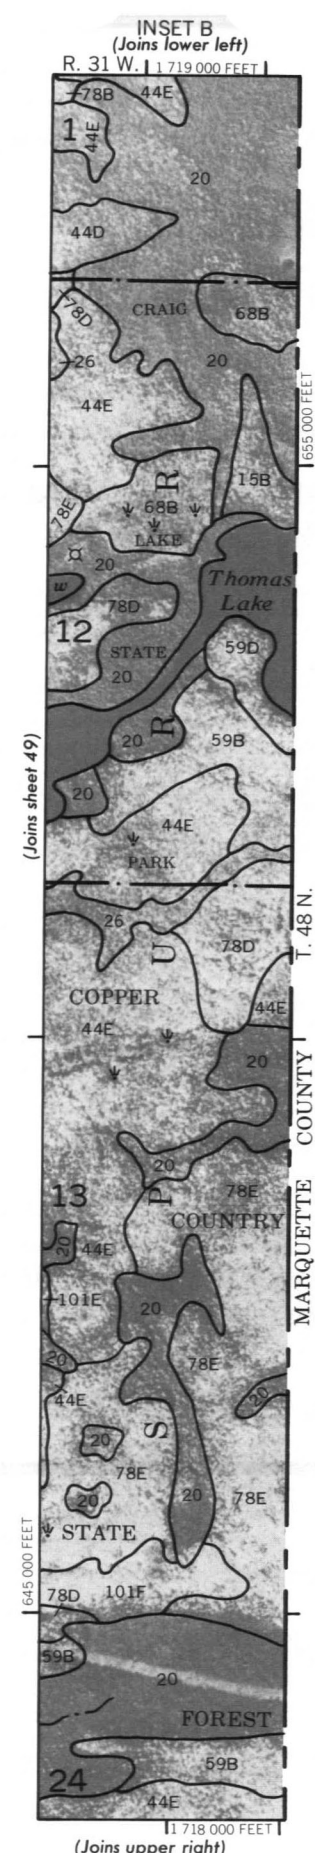 INSET B
(Joins lower left)
R. 31 W.
1 719 000 FEET
78B
44E
1
44E
20
44D
CRAIG
68B
78D
20
26
44E
655 000 FEET
15B
78E
68B
R
LAKE
20
Thomas
Lake
w
78D
12
STATE
59D
20
R
20
59B
(Joins sheet 49)
20
44E
PARK
26
T. 48 N.
U
78D
COPPER
44E
44E
20
COUNTY
20
13
P
78E
COUNTRY
20
44E
101E
20
MARQUETTE
20
78E
44E
20
S
20
78E
20
20
78E
STATE
645 000 FEET
78D
101F
59B
20
FOREST
24
59B
44E
1 718 000 FEET
(Joins upper right)